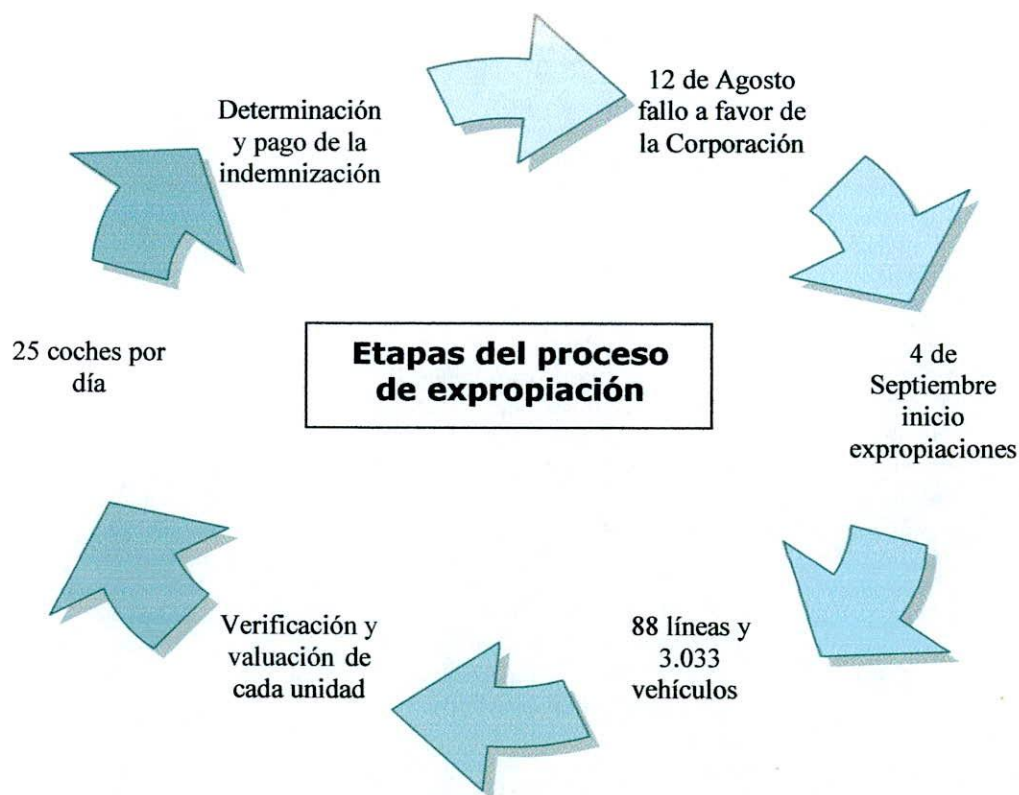 Etapas del proceso
de expropiación
12 de Agosto
fallo a favor de
la Corporación
4 de
Septiembre
inicio
expropiaciones
88 líneas y
3.033
vehículos
Verificación y
valuación de
cada unidad
25 coches por
día
Determinación
y pago de la
indemnización